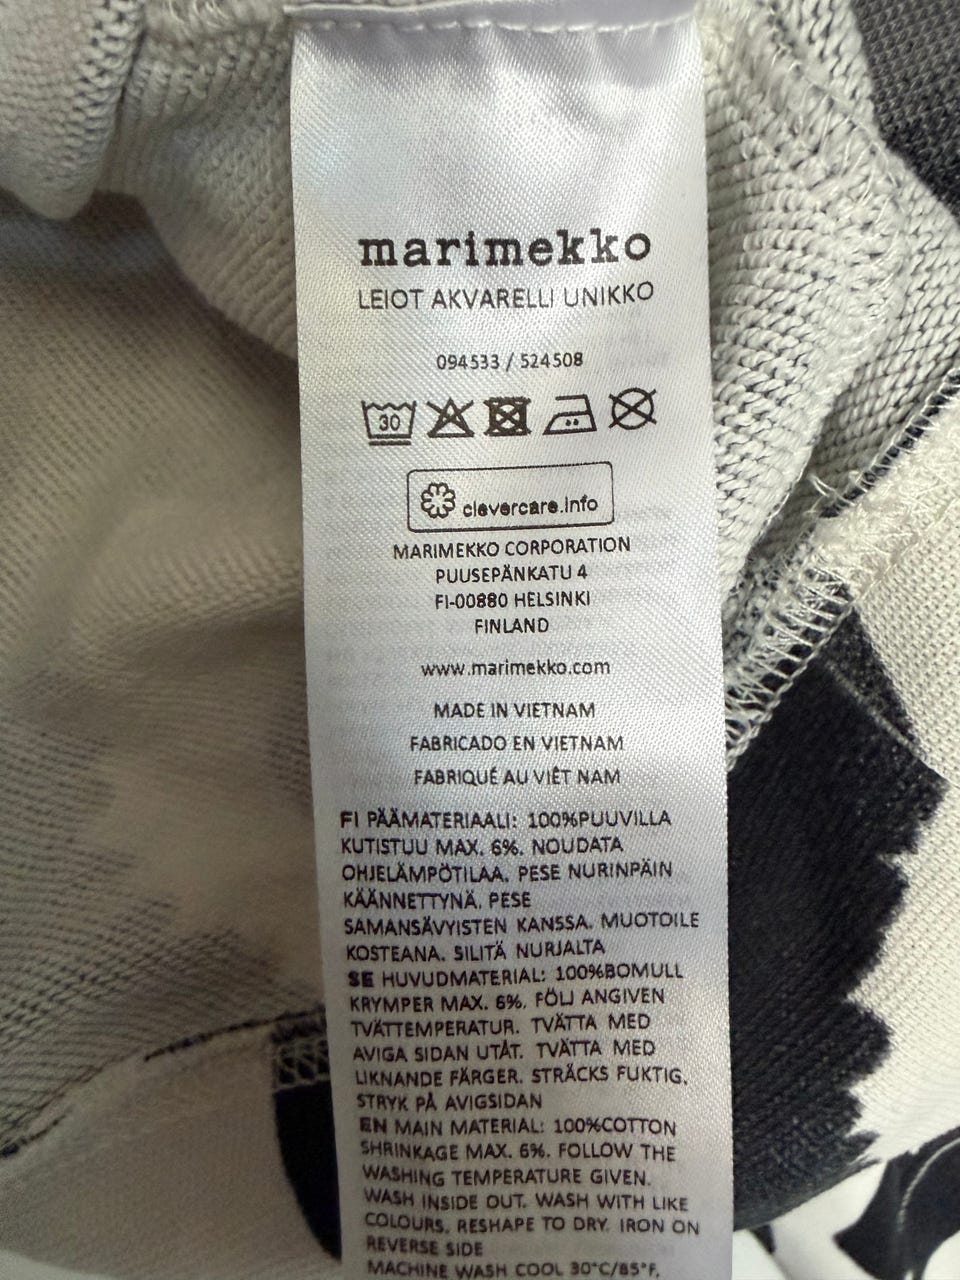 marimekko
LEIOT AKVARELLI UNIKKO
094533 / 524508
30
clevercare.info
MARIMEKKO CORPORATION
PUUSEPÄNKATU 4
FI-00880 HELSINKI
FINLAND
www.marimekko.com
MADE IN VIETNAM
FABRICADO EN VIETNAM
FABRIQUÉ AU VIÊT NAM
FI PÄÄMATERIAALI: 100%PUUVILLA
KUTISTUU MAX. 6%. NOUDATA
OHJELÄMPÖTILAA. PESE NURINPÄIN
KÄÄNNETTYNÄ. PESE
SAMANSÄVYISTEN KANSSA. MUOTOILE
KOSTEANA. SILITÄ NURJALTA
SE HUVUDMATERIAL: 100%BOMULL
KRYMPER MAX. 6%. FÖLJ ANGIVEN
TVÄTTEMPERATUR. TVÄTTA MED
AVIGA SIDAN UTÅT. TVÄTTA MED
LIKNANDE FÄRGER. STRÄCKS FUKTIG.
STRYK PÅ AVIGSIDAN
EN MAIN MATERIAL: 100%COTTON
SHRINKAGE MAX. 6%. FOLLOW THE
WASHING TEMPERATURE GIVEN.
WASH INSIDE OUT. WASH WITH LIKE
COLOURS. RESHAPE TO DRY. IRON ON
REVERSE SIDE
MACHINE WASH COOL 30°C/85°F.